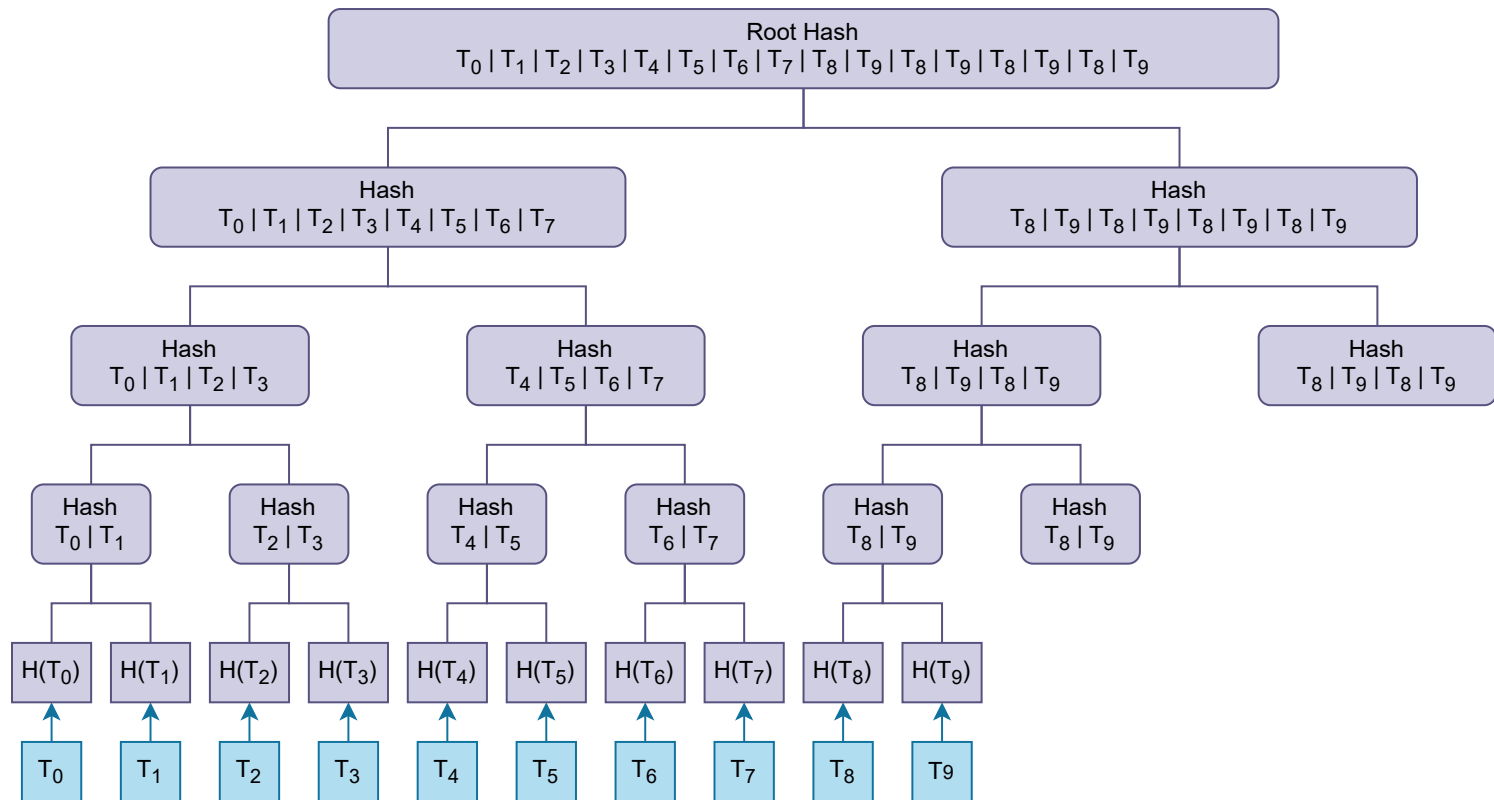 Root Hash
T₀ | T₁ | T₂ | T₃ | T₄ | T₅ | T₆ | T₇ | T₈ | T₉ | T₈ | T₉ | T₈ | T₉ | T₈ | T₉
Hash
T₀ | T₁ | T₂ | T₃ | T₄ | T₅ | T₆ | T₇
Hash
T₈ | T₉ | T₈ | T₉ | T₈ | T₉ | T₈ | T₉
Hash
T₀ | T₁ | T₂ | T₃
Hash
T₄ | T₅ | T₆ | T₇
Hash
T₈ | T₉ | T₈ | T₉
Hash
T₈ | T₉ | T₈ | T₉
Hash
T₀ | T₁
Hash
T₂ | T₃
Hash
T₄ | T₅
Hash
T₆ | T₇
Hash
T₈ | T₉
Hash
T₈ | T₉
H(T₀)
H(T₁)
H(T₂)
H(T₃)
H(T₄)
H(T₅)
H(T₆)
H(T₇)
H(T₈)
H(T₉)
T₀
T₁
T₂
T₃
T₄
T₅
T₆
T₇
T₈
T9